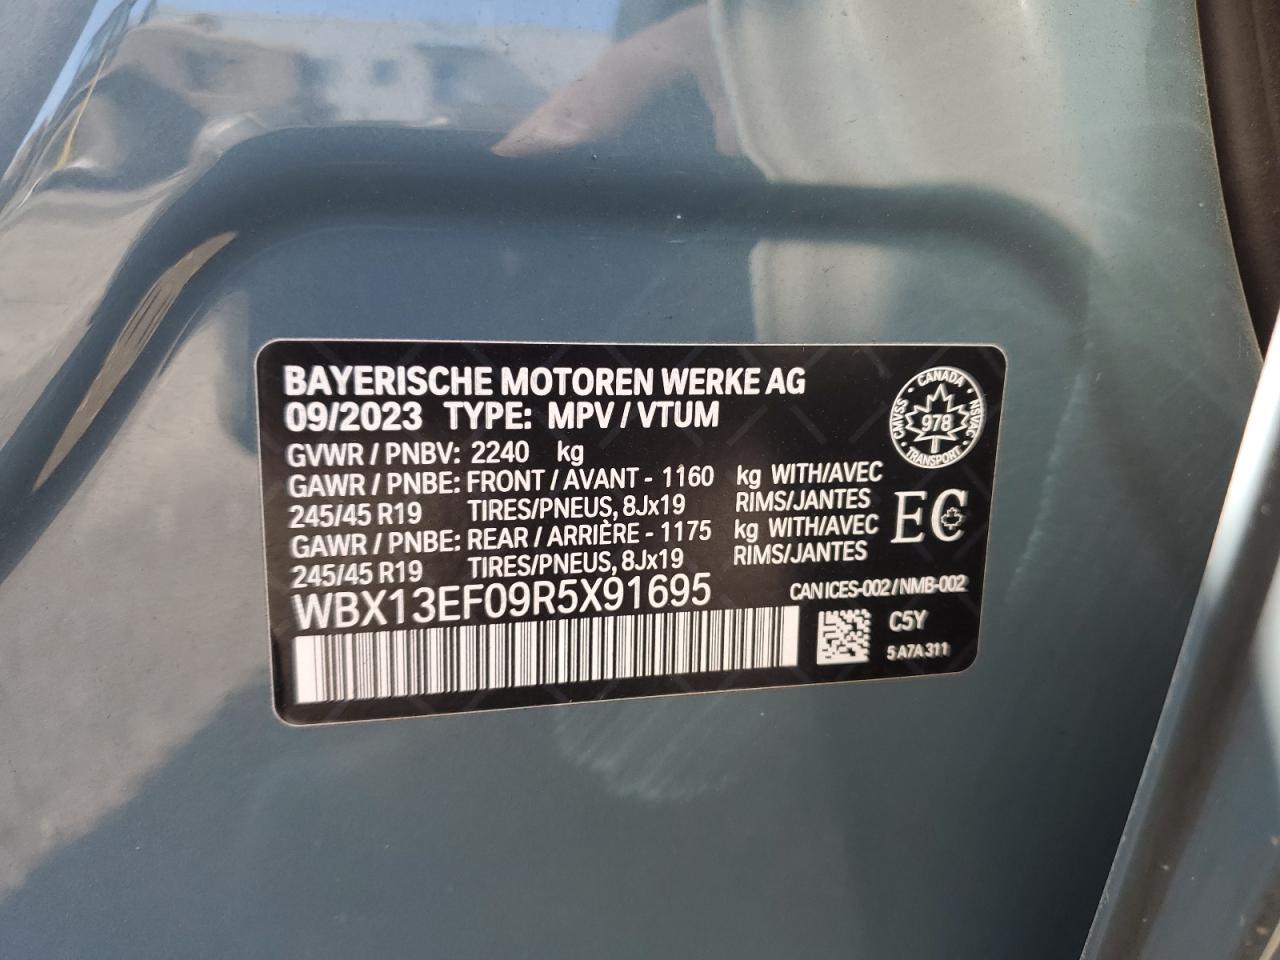 BAYERISCHE MOTOREN WERKE AG
09/2023 TYPE: MPV / VTUM
GVWR / PNBV: 2240 kg
GAWR / PNBE: FRONT / AVANT - 1160 kg WITH/AVEC
245/45 R19 TIRES/PNEUS, 8Jx19 RIMS/JANTES
GAWR / PNBE: REAR / ARRIÈRE - 1175 kg WITH/AVEC
245/45 R19 TIRES/PNEUS, 8Jx19 RIMS/JANTES
WBX13EF09R5X91695
CANADA
CMVSS
978
NSVAC
TRANSPORT
EC
CAN ICES-002 / NMB-002
C5Y
5 A7A 311